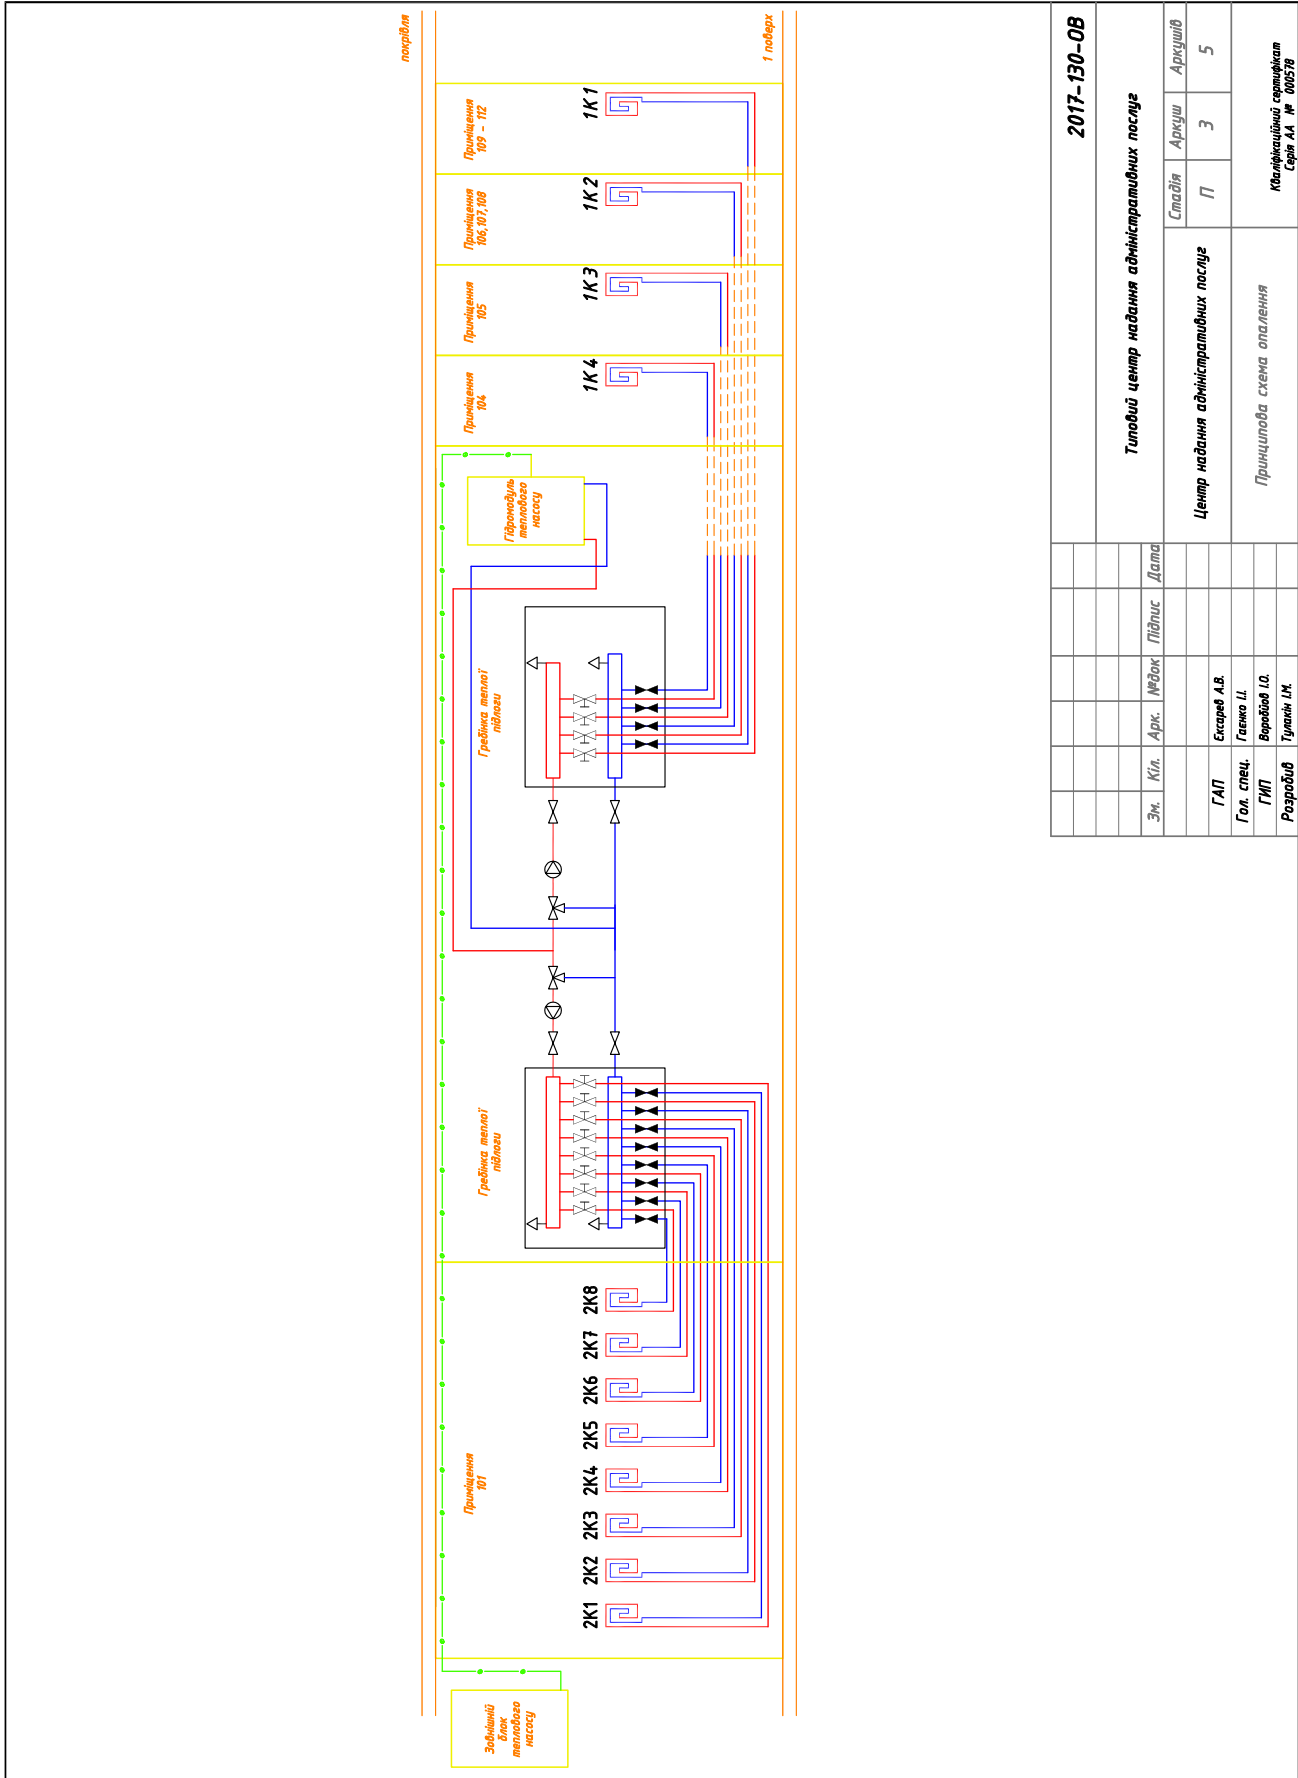 покрівля
1 поверх
Зовнішній
блок
теплового
насосу
Приміщення
101
2К1
2К2
2К3
2К4
2К5
2К6
2К7
2К8
Гребінка теплої
підлоги
Гребінка теплої
підлоги
Гідромодуль
теплового
насосу
Приміщення
104
1К4
Приміщення
105
1К3
Приміщення
106,107,108
1К2
Приміщення
109 - 112
1К1
2017-130-ОВ
Типовий центр надання адміністративних послуг
Зм. Кіл. Арк. №док Підпис Дата
ГАП Ексарев А.В.
Гол. спец. Гаєнко І.І.
ГИП Воробйов І.О.
Розробив Тулакін І.М.
Центр надання адміністративних послуг
Стадія Аркуш Аркушів
П 3 5
Принципова схема опалення
Кваліфікаційний сертифікат
Серія АА № 000578